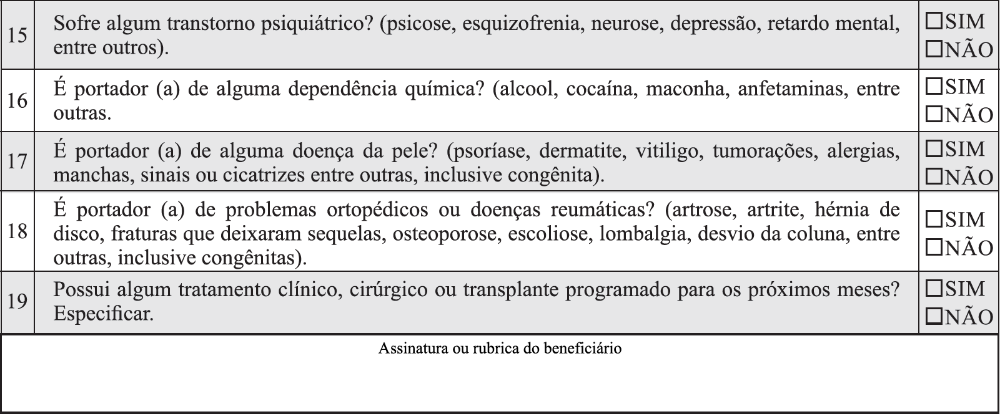 15
Sofre algum transtorno psiquiátrico? (psicose, esquizofrenia, neurose, depressão, retardo mental,
entre outros).
☐SIM
☐NÃO
16
É portador (a) de alguma dependência química? (alcool, cocaína, maconha, anfetaminas, entre
outras.
☐SIM
☐NÃO
17
É portador (a) de alguma doença da pele? (psoríase, dermatite, vitiligo, tumorações, alergias,
manchas, sinais ou cicatrizes entre outras, inclusive congênita).
☐SIM
☐NÃO
18
É portador (a) de problemas ortopédicos ou doenças reumáticas? (artrose, artrite, hérnia de
disco, fraturas que deixaram sequelas, osteoporose, escoliose, lombalgia, desvio da coluna, entre
outras, inclusive congênitas).
☐SIM
☐NÃO
19
Possui algum tratamento clínico, cirúrgico ou transplante programado para os próximos meses?
Especificar.
☐SIM
☐NÃO
Assinatura ou rubrica do beneficiário